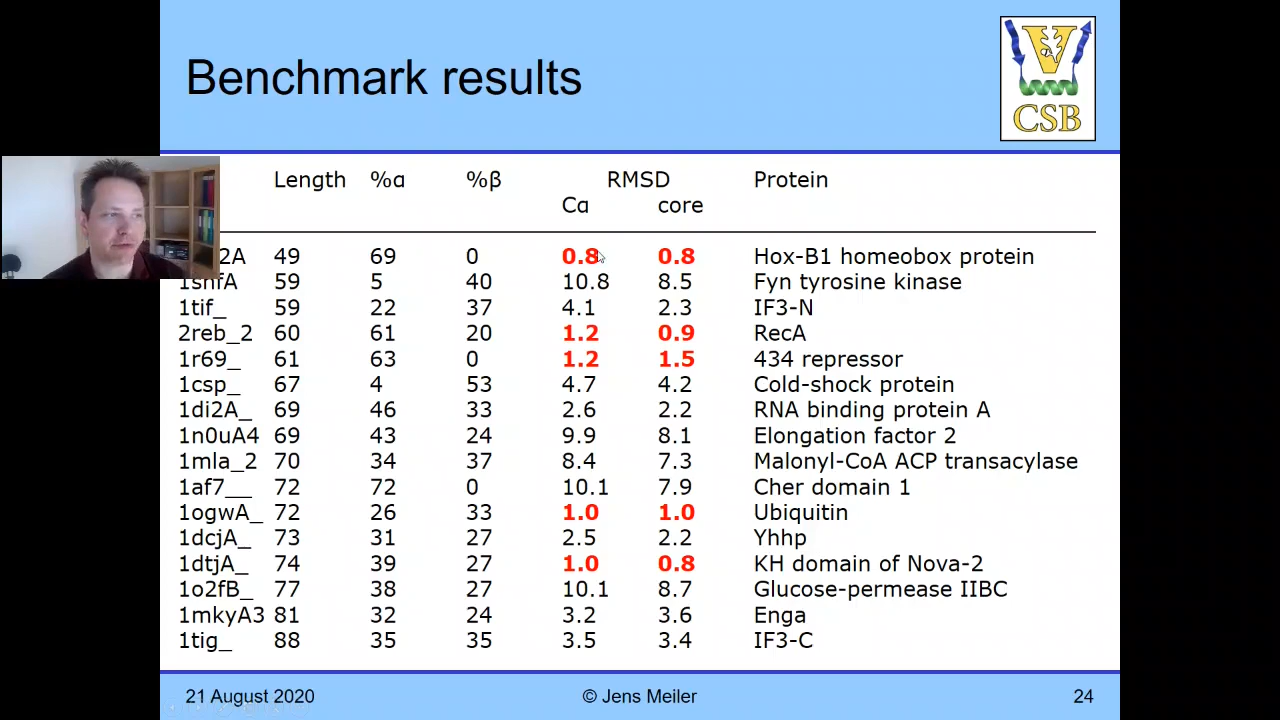 Benchmark results
V
CSB
Length %α %β RMSD Protein
Cα core
2A 49 69 0 0.8 0.8 Hox-B1 homeobox protein
1shfA 59 5 40 10.8 8.5 Fyn tyrosine kinase
1tif_ 59 22 37 4.1 2.3 IF3-N
2reb_2 60 61 20 1.2 0.9 RecA
1r69_ 61 63 0 1.2 1.5 434 repressor
1csp_ 67 4 53 4.7 4.2 Cold-shock protein
1di2A_ 69 46 33 2.6 2.2 RNA binding protein A
1n0uA4 69 43 24 9.9 8.1 Elongation factor 2
1mla_2 70 34 37 8.4 7.3 Malonyl-CoA ACP transacylase
1af7__ 72 72 0 10.1 7.9 Cher domain 1
1ogwA_ 72 26 33 1.0 1.0 Ubiquitin
1dcjA_ 73 31 27 2.5 2.2 Yhhp
1dtjA_ 74 39 27 1.0 0.8 KH domain of Nova-2
1o2fB_ 77 38 27 10.1 8.7 Glucose-permease IIBC
1mkyA3 81 32 24 3.2 3.6 Enga
1tig_ 88 35 35 3.5 3.4 IF3-C
21 August 2020 © Jens Meiler 24